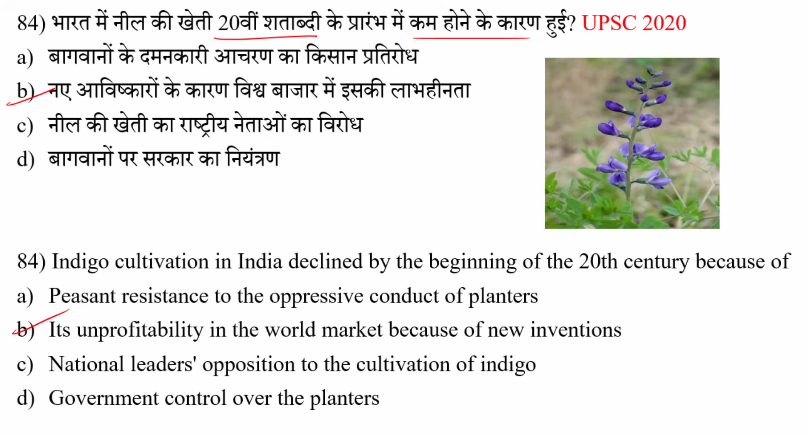 84) भारत में नील की खेती 20वीं शताब्दी के प्रारंभ में कम होने के कारण हुई? UPSC 2020
a) बागवानों के दमनकारी आचरण का किसान प्रतिरोध
b) नए आविष्कारों के कारण विश्व बाजार में इसकी लाभहीनता
c) नील की खेती का राष्ट्रीय नेताओं का विरोध
d) बागवानों पर सरकार का नियंत्रण
84) Indigo cultivation in India declined by the beginning of the 20th century because of
a) Peasant resistance to the oppressive conduct of planters
b) Its unprofitability in the world market because of new inventions
c) National leaders' opposition to the cultivation of indigo
d) Government control over the planters